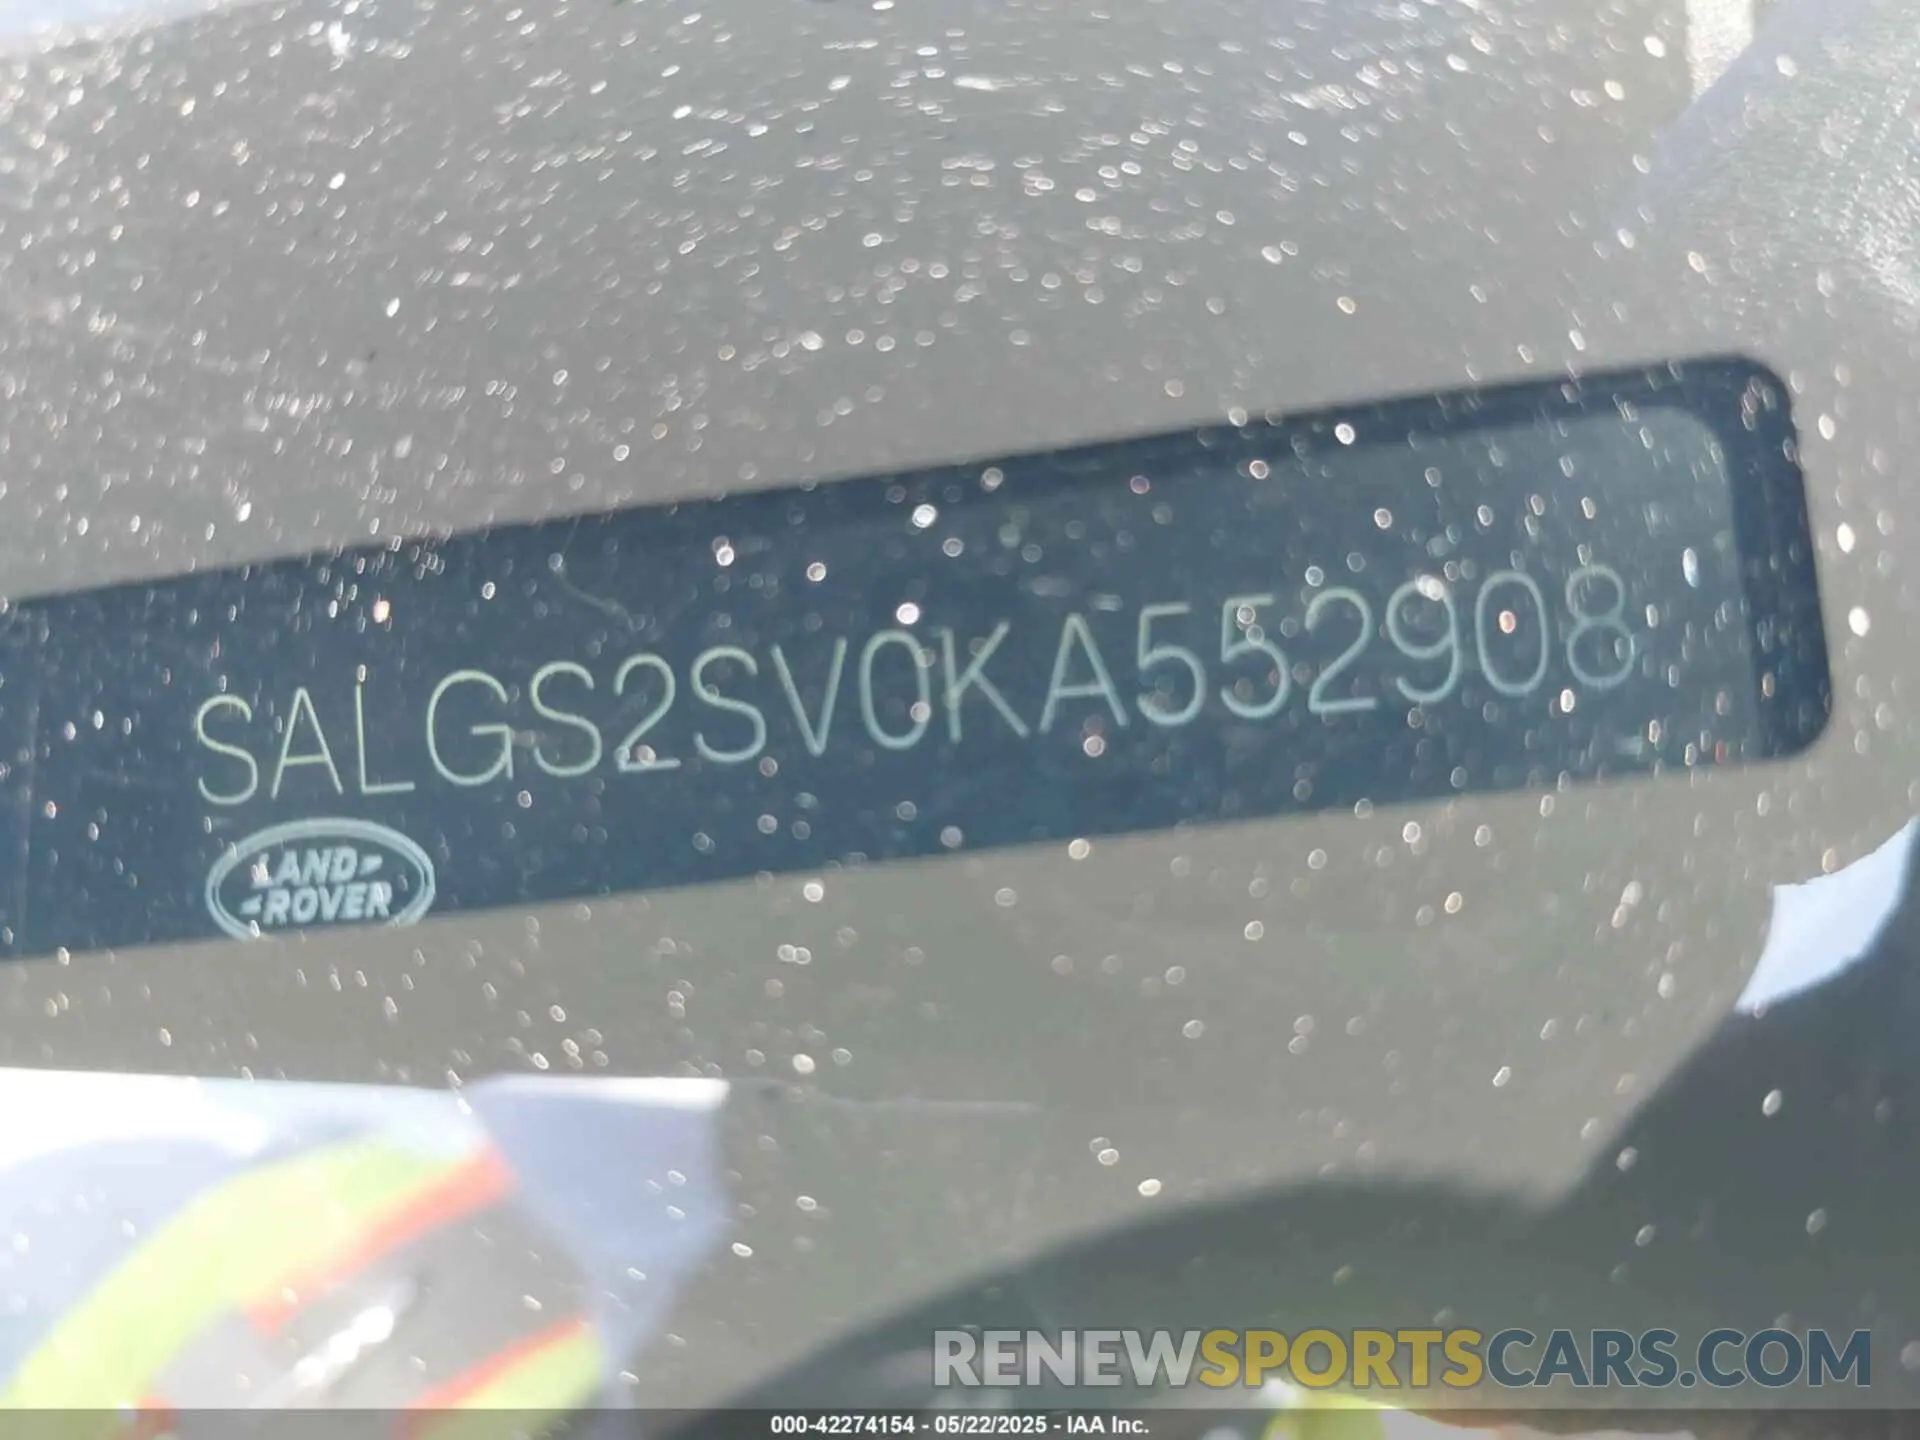 SALGS2SV0KA552908
LAND-
-ROVER
RENEWSPORTSCARS.COM
000-42274154 - 05/22/2025 - IAA Inc.